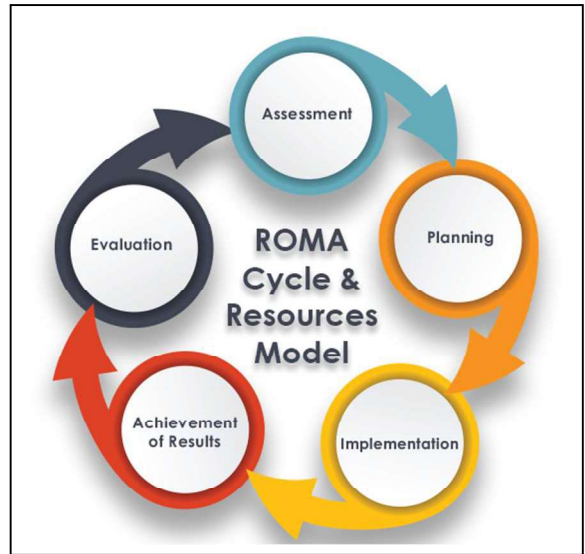 Assessment
Planning
Implementation
Achievement
of Results
Evaluation
ROMA
Cycle &
Resources
Model